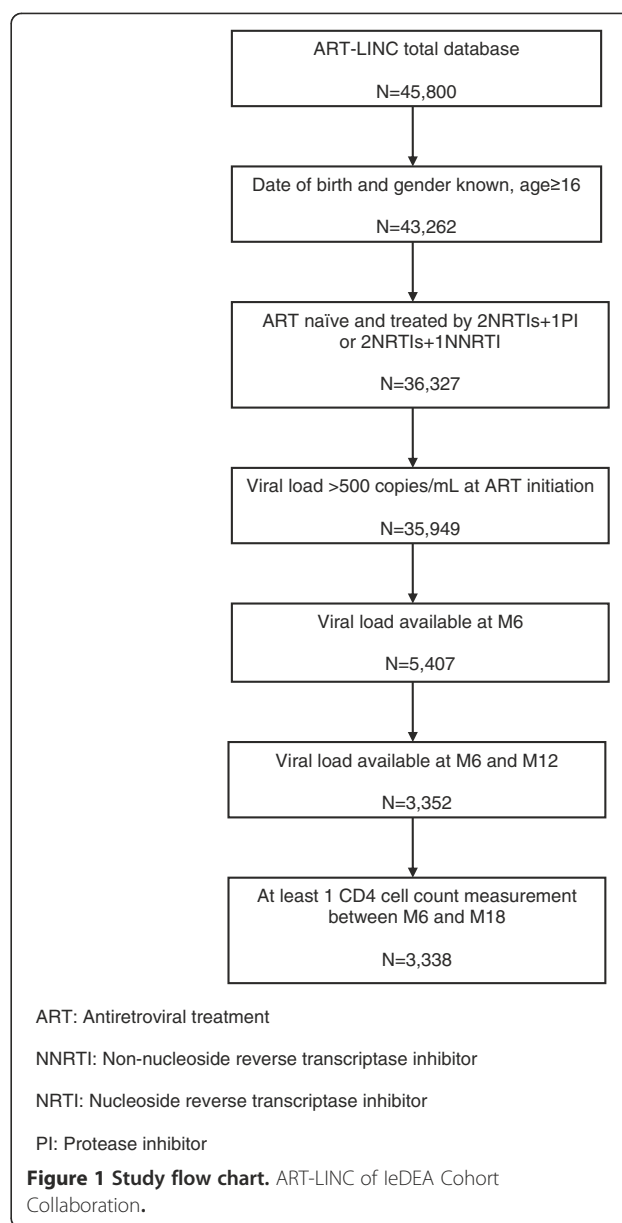 ART-LINC total database
N=45,800
Date of birth and gender known, age≥16
N=43,262
ART naïve and treated by 2NRTIs+1PI
or 2NRTIs+1NNRTI
N=36,327
Viral load >500 copies/mL at ART initiation
N=35,949
Viral load available at M6
N=5,407
Viral load available at M6 and M12
N=3,352
At least 1 CD4 cell count measurement
between M6 and M18
N=3,338
ART: Antiretroviral treatment
NNRTI: Non-nucleoside reverse transcriptase inhibitor
NRTI: Nucleoside reverse transcriptase inhibitor
PI: Protease inhibitor
Figure 1 Study flow chart. ART-LINC of IeDEA Cohort
Collaboration.